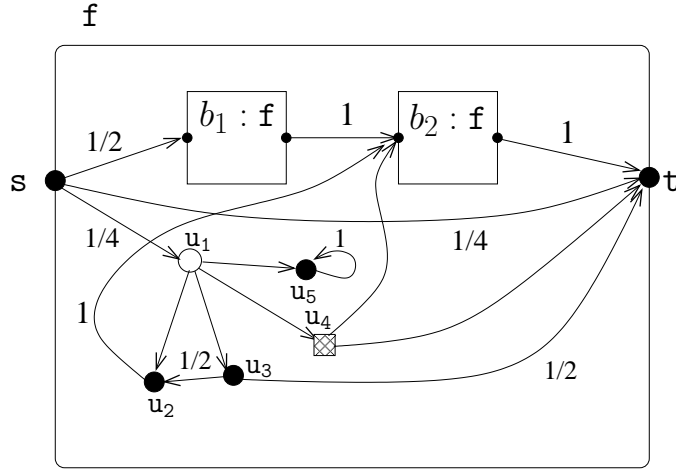 f
b₁ : f
1
b₂ : f
1
1/2
s
t
1/4
u₁
1
1/4
u₅
u₄
1
1/2
u₃
1/2
u₂